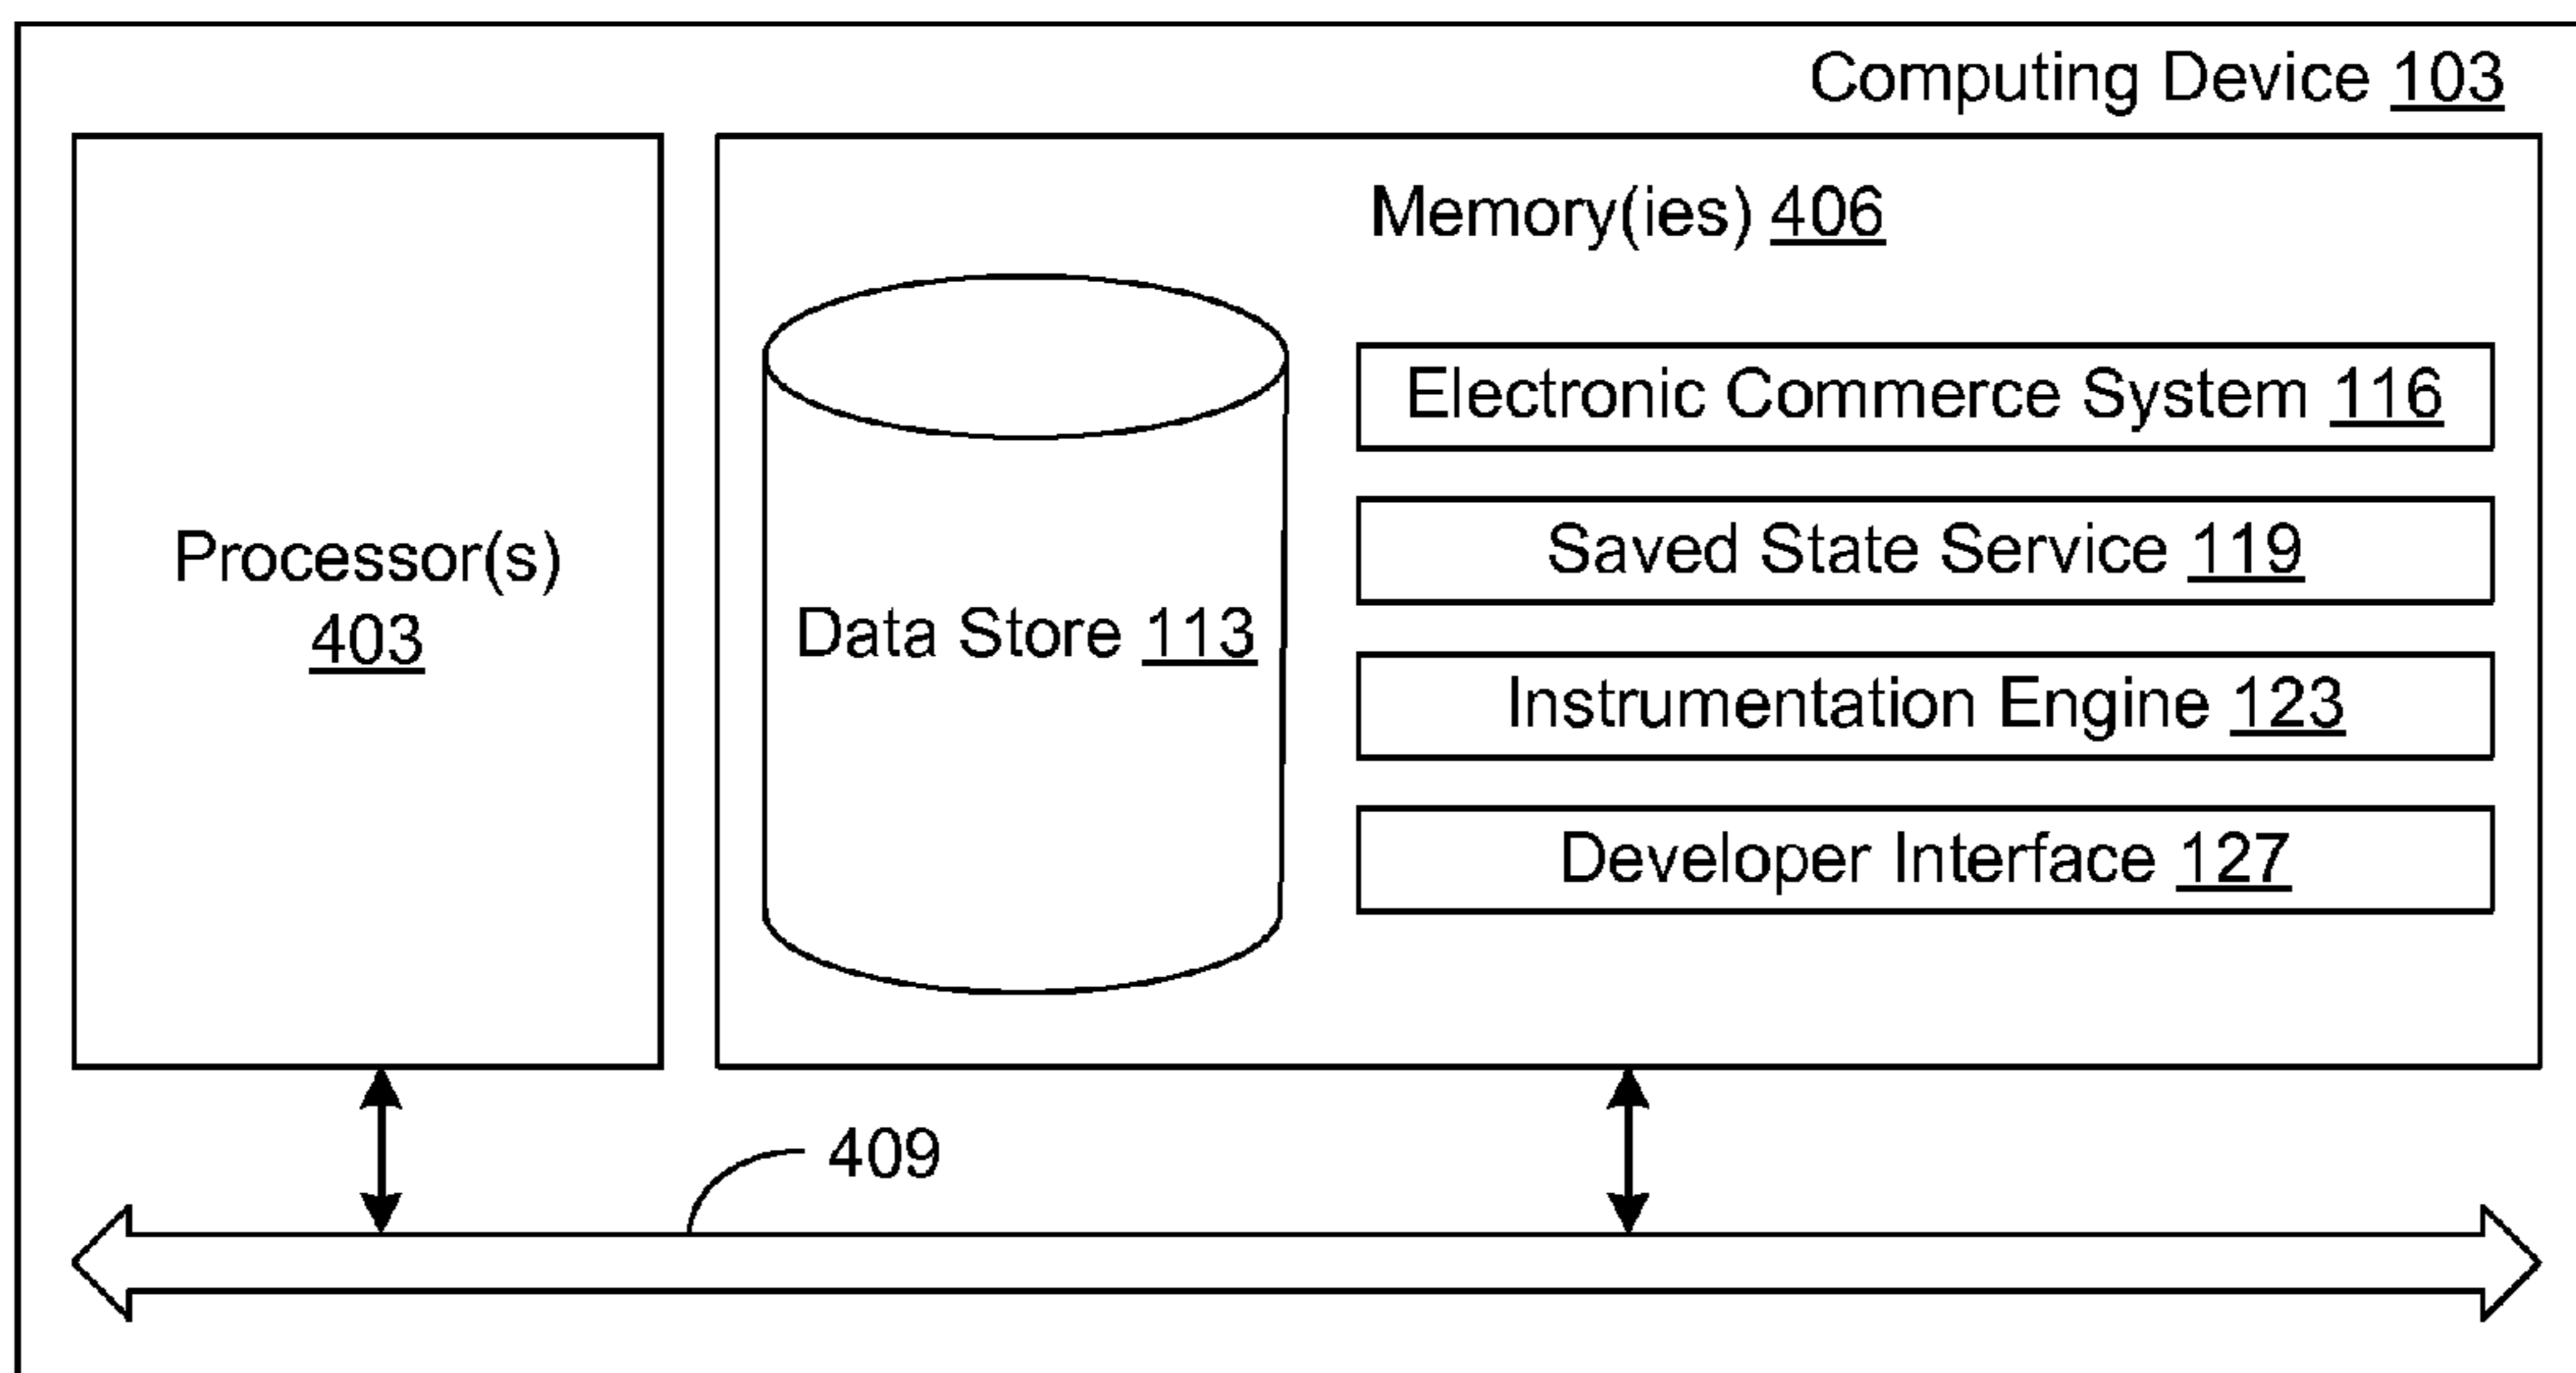 Computing Device 103
Memory(ies) 406
Processor(s)
403
Data Store 113
Electronic Commerce System 116
Saved State Service 119
Instrumentation Engine 123
Developer Interface 127
409